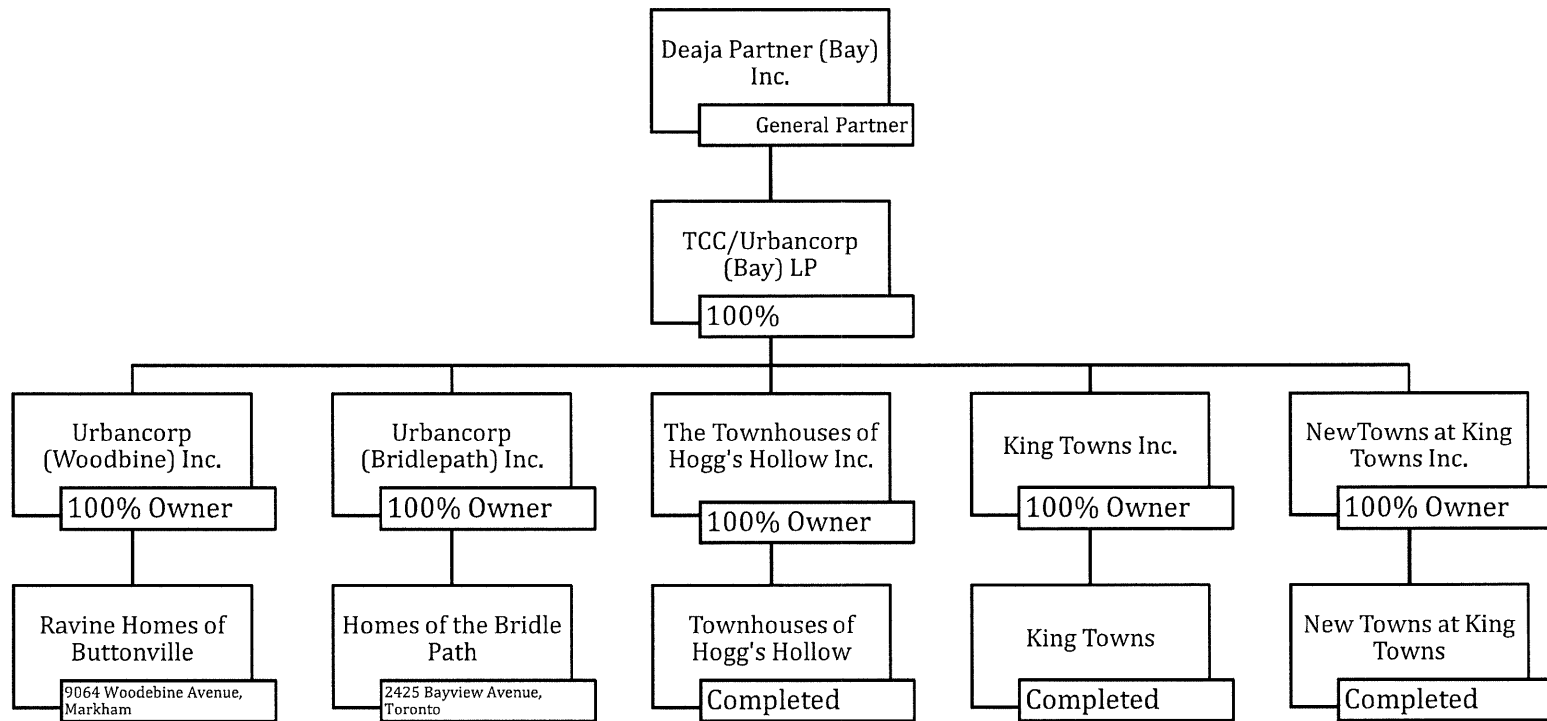 Deaja Partner (Bay)
Inc.
General Partner
TCC/Urbancorp
(Bay) LP
100%
Urbancorp
(Woodbine) Inc.
100% Owner
Urbancorp
(Bridlepath) Inc.
100% Owner
The Townhouses of
Hogg's Hollow Inc.
100% Owner
King Towns Inc.
100% Owner
NewTowns at King
Towns Inc.
100% Owner
Ravine Homes of
Buttonville
9064 Woodebine Avenue,
Markham
Homes of the Bridle
Path
2425 Bayview Avenue,
Toronto
Townhouses of
Hogg's Hollow
Completed
King Towns
Completed
New Towns at King
Towns
Completed